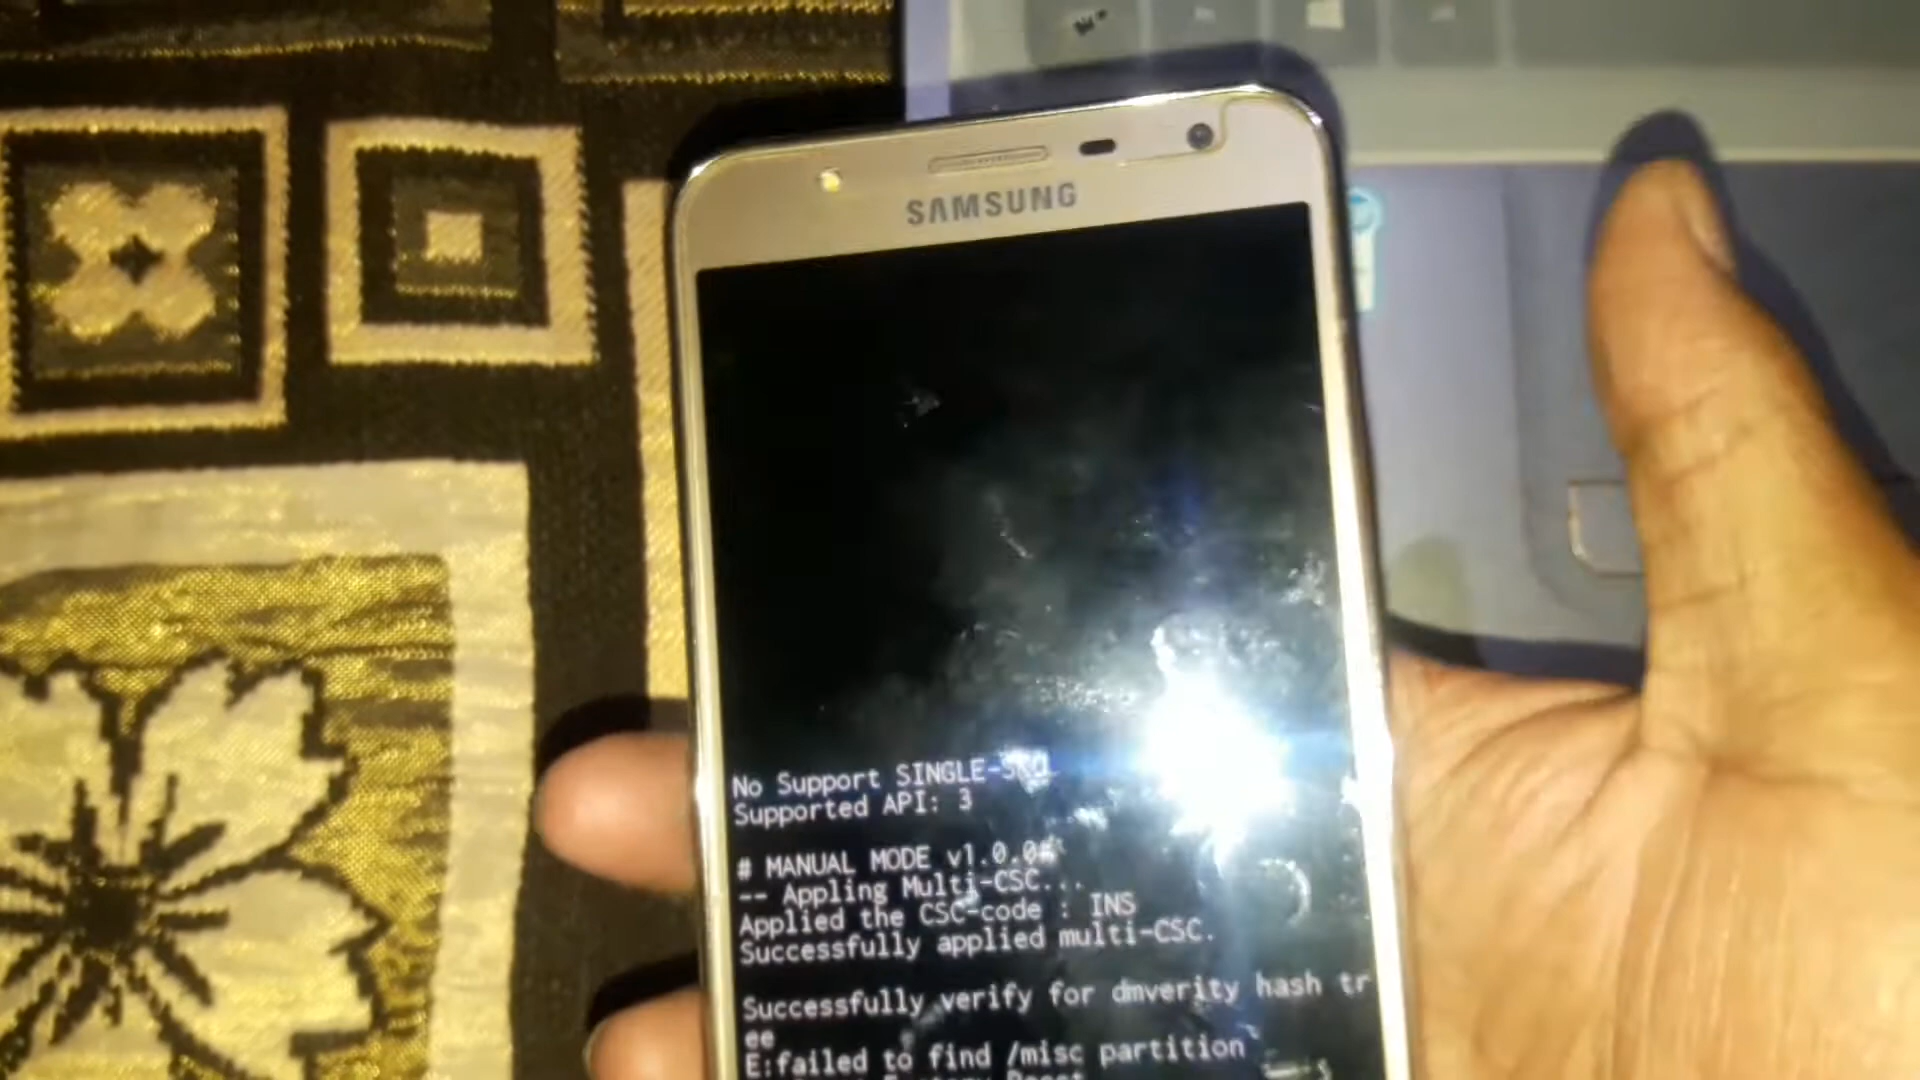 SAMSUNG
No Support SINGLE-SKU
Supported API: 3
# MANUAL MODE v1.0.0#
-- Appling Multi-CSC...
Applied the CSC-code : INS
Successfully applied multi-CSC.
Successfully verify for dmverity hash tr
ee
E:failed to find /misc partition